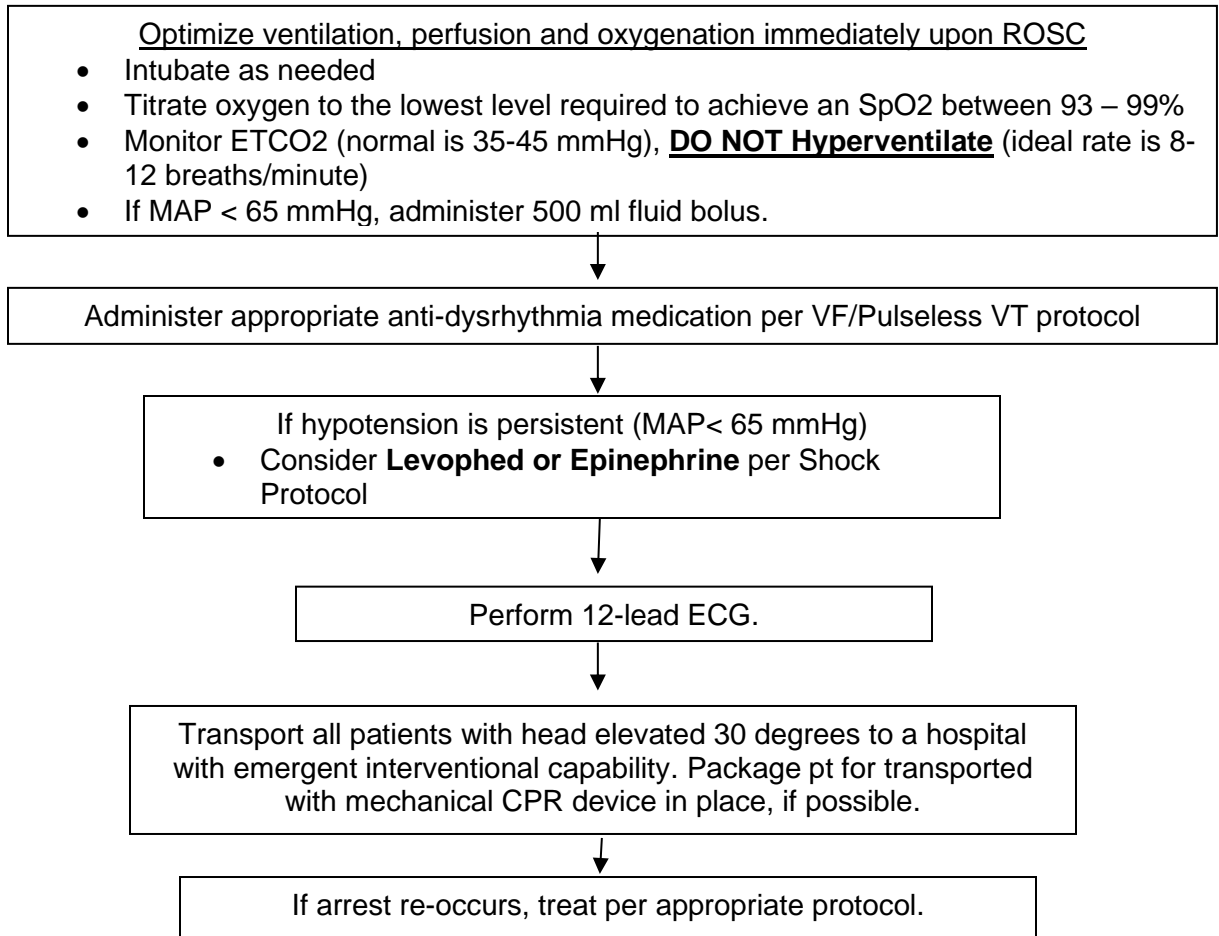 Optimize ventilation, perfusion and oxygenation immediately upon ROSC
• Intubate as needed
• Titrate oxygen to the lowest level required to achieve an SpO2 between 93 – 99%
• Monitor ETCO2 (normal is 35-45 mmHg), DO NOT Hyperventilate (ideal rate is 8-
12 breaths/minute)
• If MAP < 65 mmHg, administer 500 ml fluid bolus.
Administer appropriate anti-dysrhythmia medication per VF/Pulseless VT protocol
If hypotension is persistent (MAP< 65 mmHg)
• Consider Levophed or Epinephrine per Shock
Protocol
Perform 12-lead ECG.
Transport all patients with head elevated 30 degrees to a hospital
with emergent interventional capability. Package pt for transported
with mechanical CPR device in place, if possible.
If arrest re-occurs, treat per appropriate protocol.